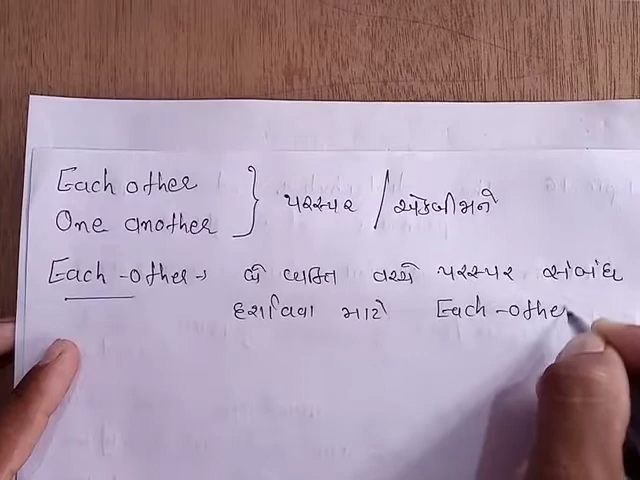 Each other
One another } પરસ્પર / એકબીજાને
Each-other → બે વ્યક્તિ વચ્ચે પરસ્પર સંબંધ
દર્શાવવા માટે Each-other